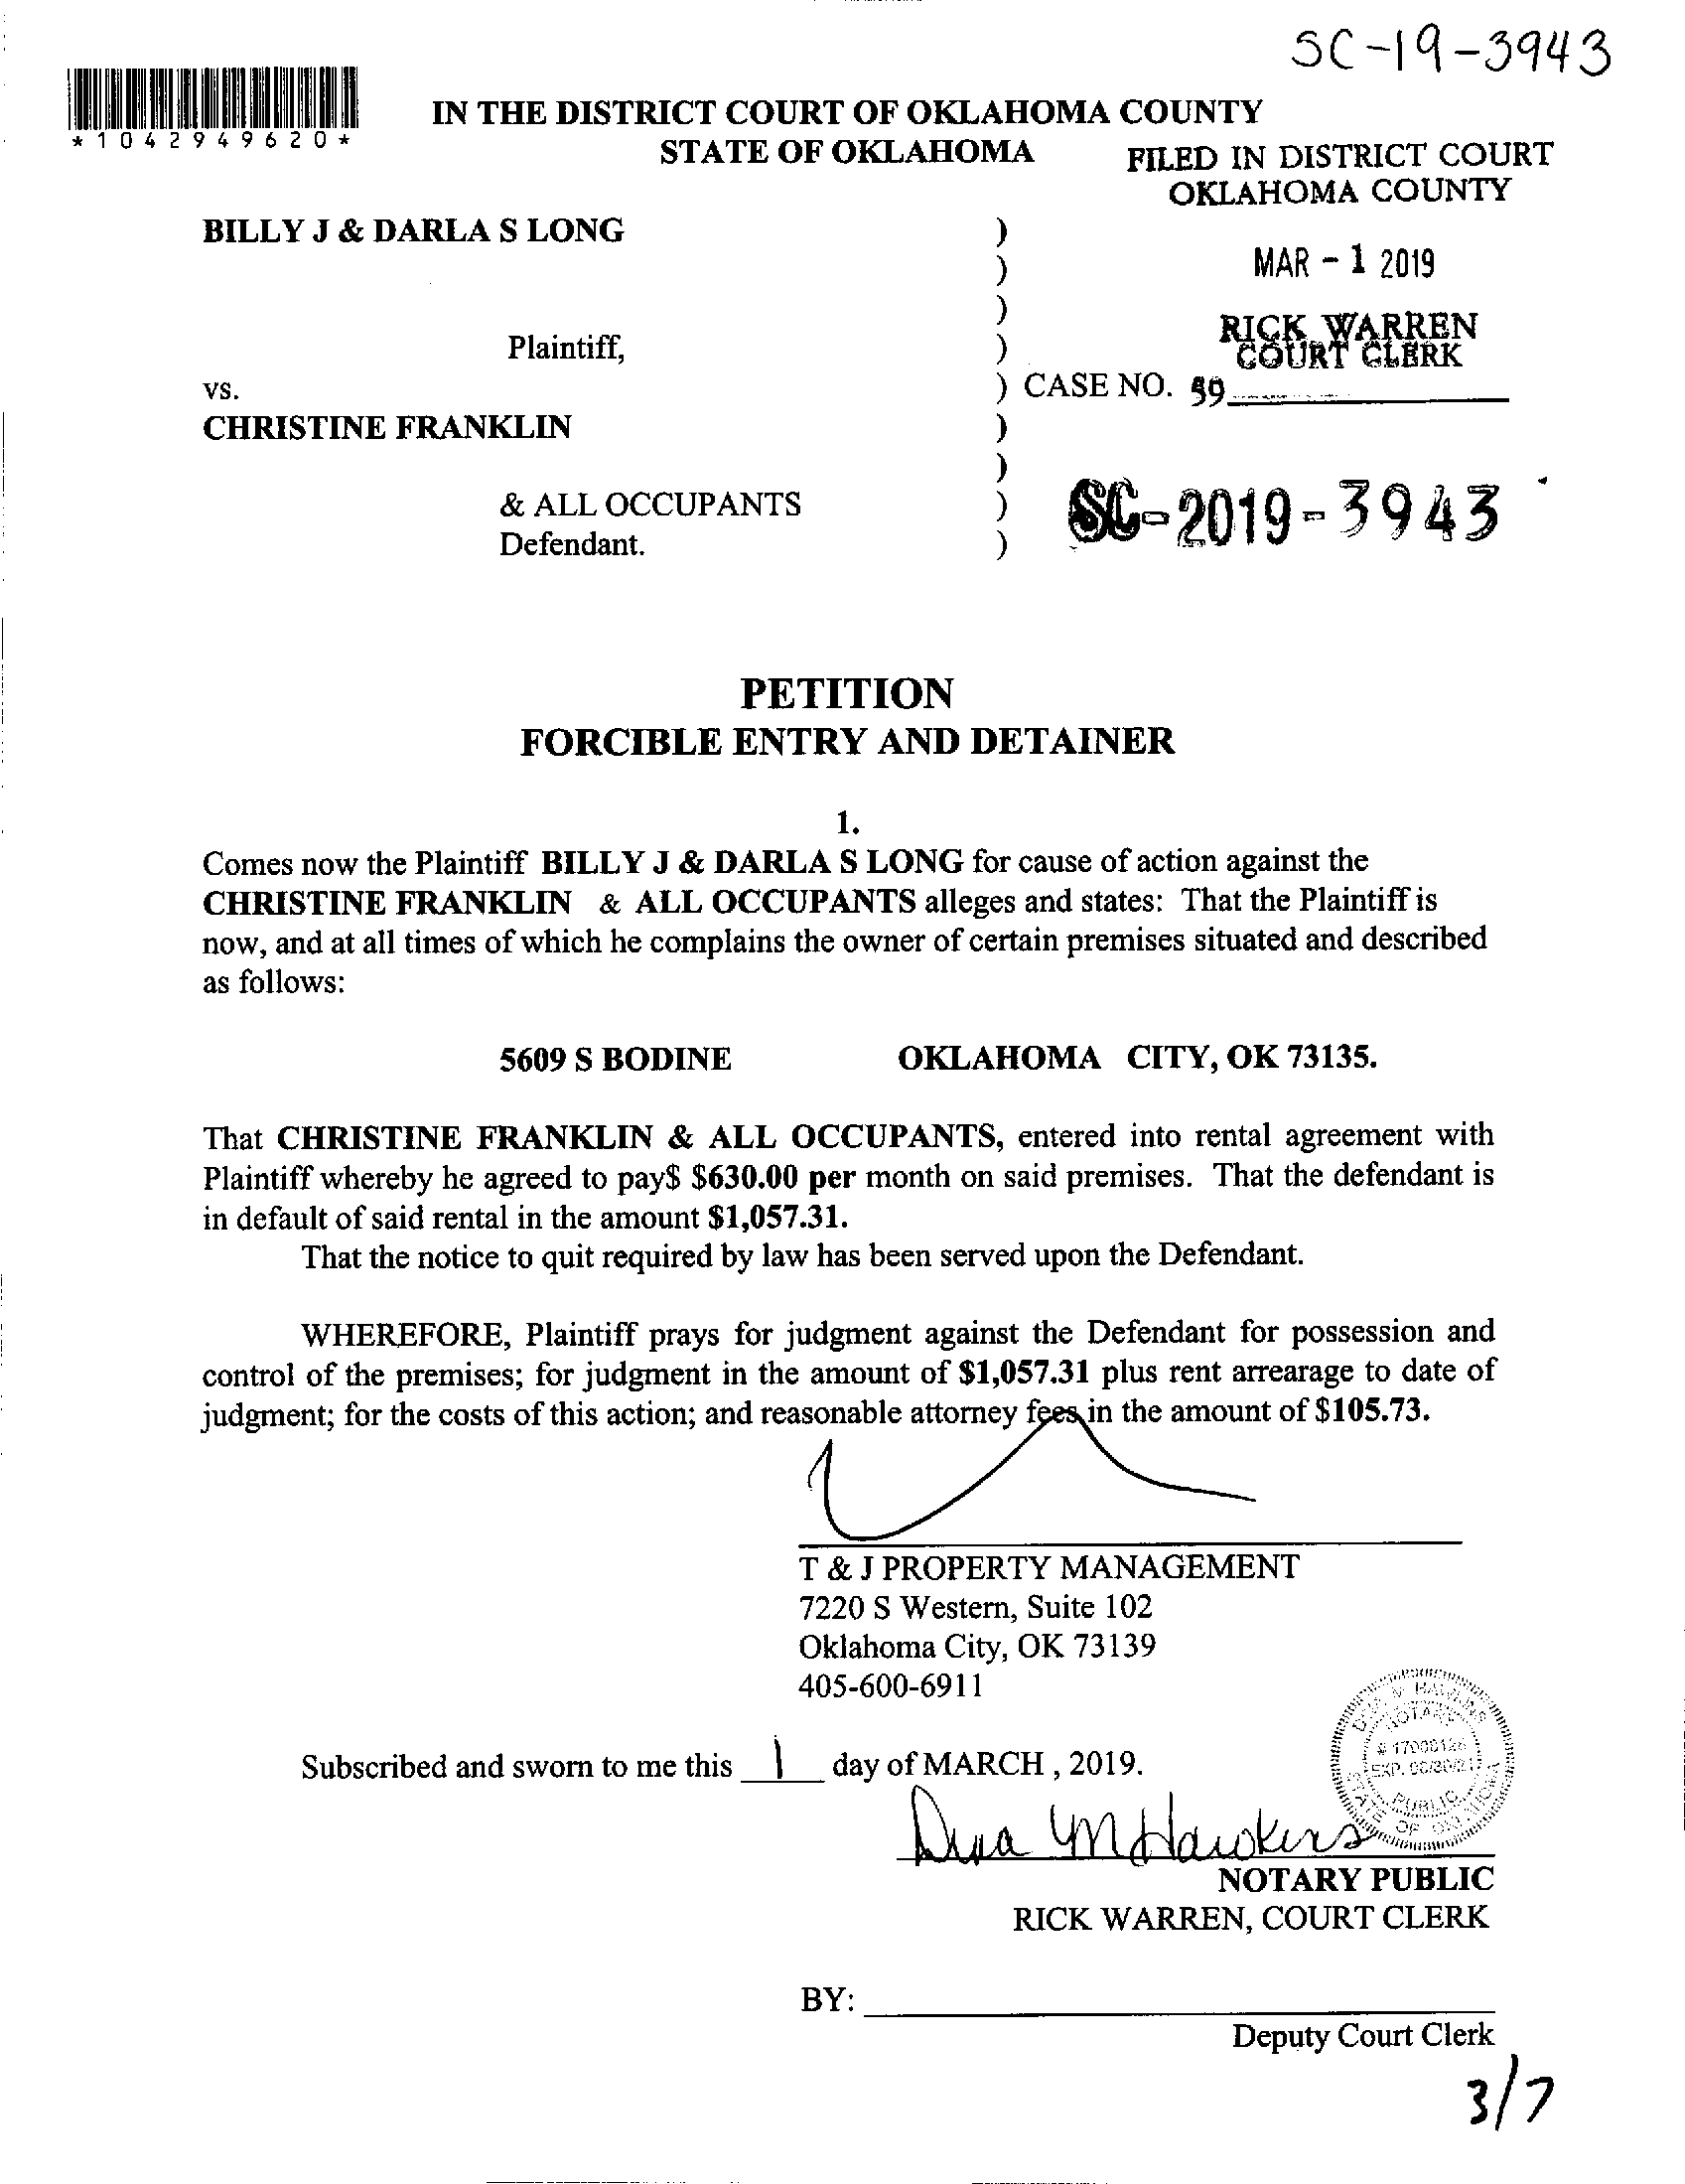 SC-19-3943
*1042949620*
IN THE DISTRICT COURT OF OKLAHOMA COUNTY
STATE OF OKLAHOMA
FILED IN DISTRICT COURT
OKLAHOMA COUNTY
BILLY J & DARLA S LONG )
)
MAR - 1 2019
)
RICK WARREN
Plaintiff, )
COURT CLERK
vs. ) CASE NO. 39
CHRISTINE FRANKLIN )
)
& ALL OCCUPANTS )
SC-2019-3943
Defendant. )
PETITION
FORCIBLE ENTRY AND DETAINER
1.
Comes now the Plaintiff BILLY J & DARLA S LONG for cause of action against the
CHRISTINE FRANKLIN & ALL OCCUPANTS alleges and states: That the Plaintiff is
now, and at all times of which he complains the owner of certain premises situated and described
as follows:
5609 S BODINE OKLAHOMA CITY, OK 73135.
That CHRISTINE FRANKLIN & ALL OCCUPANTS, entered into rental agreement with
Plaintiff whereby he agreed to pay$ $630.00 per month on said premises. That the defendant is
in default of said rental in the amount $1,057.31.
That the notice to quit required by law has been served upon the Defendant.
WHEREFORE, Plaintiff prays for judgment against the Defendant for possession and
control of the premises; for judgment in the amount of $1,057.31 plus rent arrearage to date of
judgment; for the costs of this action; and reasonable attorney fees in the amount of $105.73.
T & J PROPERTY MANAGEMENT
7220 S Western, Suite 102
Oklahoma City, OK 73139
405-600-6911
Subscribed and sworn to me this 1 day of MARCH , 2019.
M Hawkins
NOTARY PUBLIC
RICK WARREN, COURT CLERK
BY:
Deputy Court Clerk
3/7